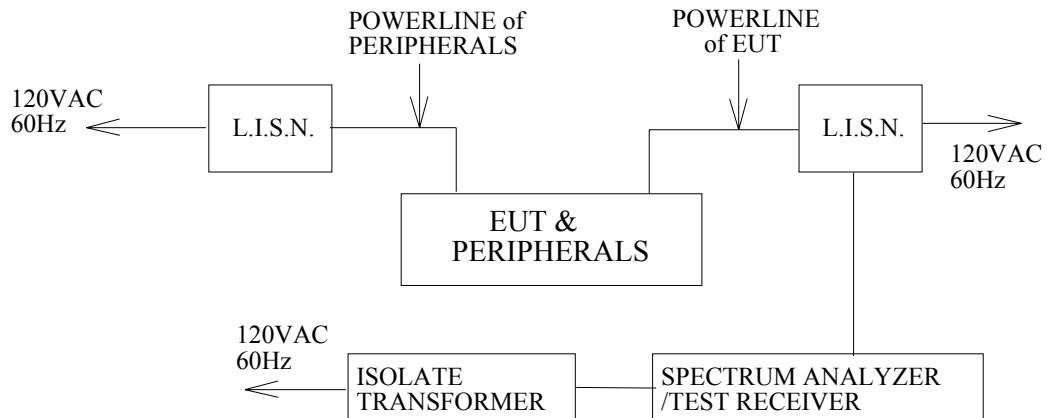 POWERLINE of
PERIPHERALS
POWERLINE
of EUT
120VAC
60Hz
L.I.S.N.
L.I.S.N.
120VAC
60Hz
EUT &
PERIPHERALS
120VAC
60Hz
ISOLATE
TRANSFORMER
SPECTRUM ANALYZER
/TEST RECEIVER